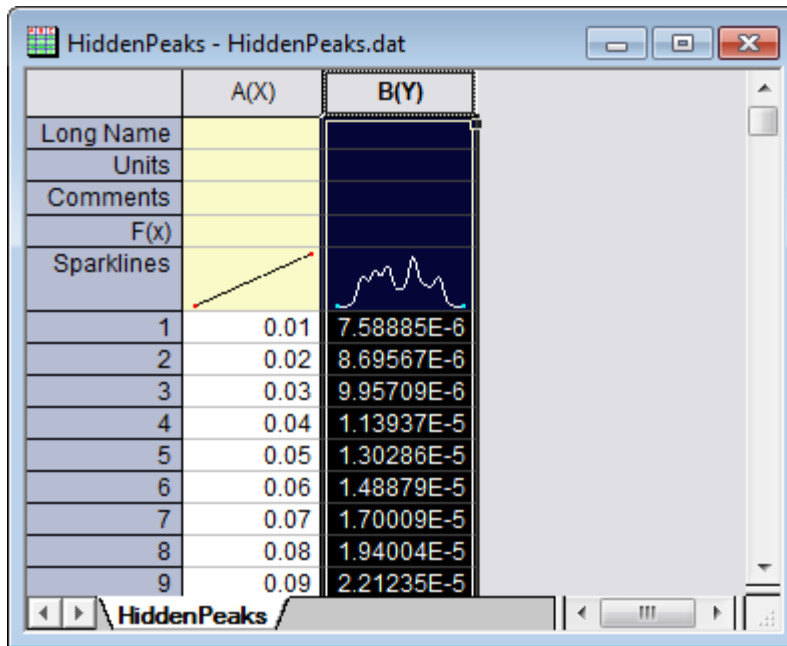 HiddenPeaks - HiddenPeaks.dat
A(X) B(Y)
Long Name
Units
Comments
F(x)
Sparklines
1 0.01 7.58885E-6
2 0.02 8.69567E-6
3 0.03 9.95709E-6
4 0.04 1.13937E-5
5 0.05 1.30286E-5
6 0.06 1.48879E-5
7 0.07 1.70009E-5
8 0.08 1.94004E-5
9 0.09 2.21235E-5
HiddenPeaks